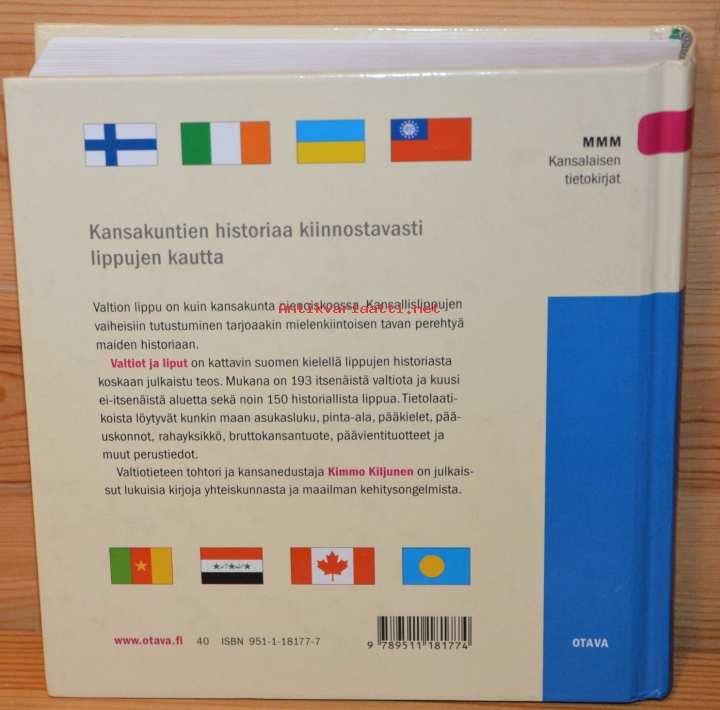 MMM
Kansalaisen
tietokirjat
Kansakuntien historiaa kiinnostavasti
lippujen kautta
Valtion lippu on kuin kansakunta pienoiskoossa. Kansallislippujen
Antikvariaatti.net
vaiheisiin tutustuminen tarjoaakin mielenkiintoisen tavan perehtyä
maiden historiaan.
Valtiot ja liput on kattavin suomen kielellä lippujen historiasta
koskaan julkaistu teos. Mukana on 193 itsenäistä valtiota ja kuusi
ei-itsenäistä aluetta sekä noin 150 historiallista lippua. Tietolaati-
koista löytyvät kunkin maan asukasluku, pinta-ala, pääkielet, pää-
uskonnot, rahayksikkö, bruttokansantuote, päävientituotteet ja
muut perustiedot.
Valtiotieteen tohtori ja kansanedustaja Kimmo Kiljunen on julkais-
sut lukuisia kirjoja yhteiskunnasta ja maailman kehitysongelmista.
www.otava.fi 40 ISBN 951-1-18177-7
9 789511 181774
OTAVA